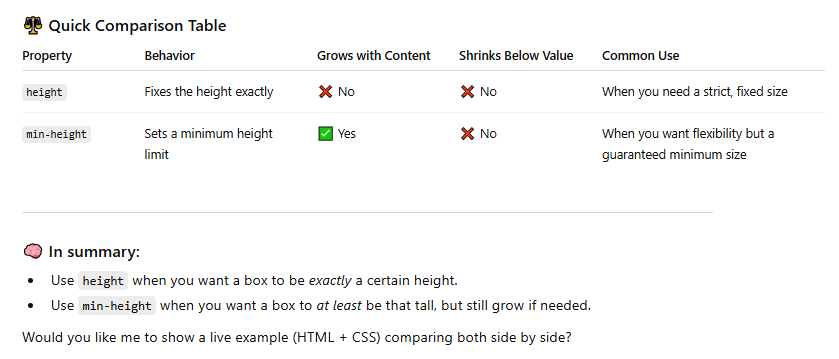 ⚖️ Quick Comparison Table
Property Behavior Grows with Content Shrinks Below Value Common Use
height Fixes the height exactly ❌ No ❌ No When you need a strict, fixed size
min-height Sets a minimum height limit ✅ Yes ❌ No When you want flexibility but a guaranteed minimum size
🧠 In summary:
• Use height when you want a box to be exactly a certain height.
• Use min-height when you want a box to at least be that tall, but still grow if needed.
Would you like me to show a live example (HTML + CSS) comparing both side by side?